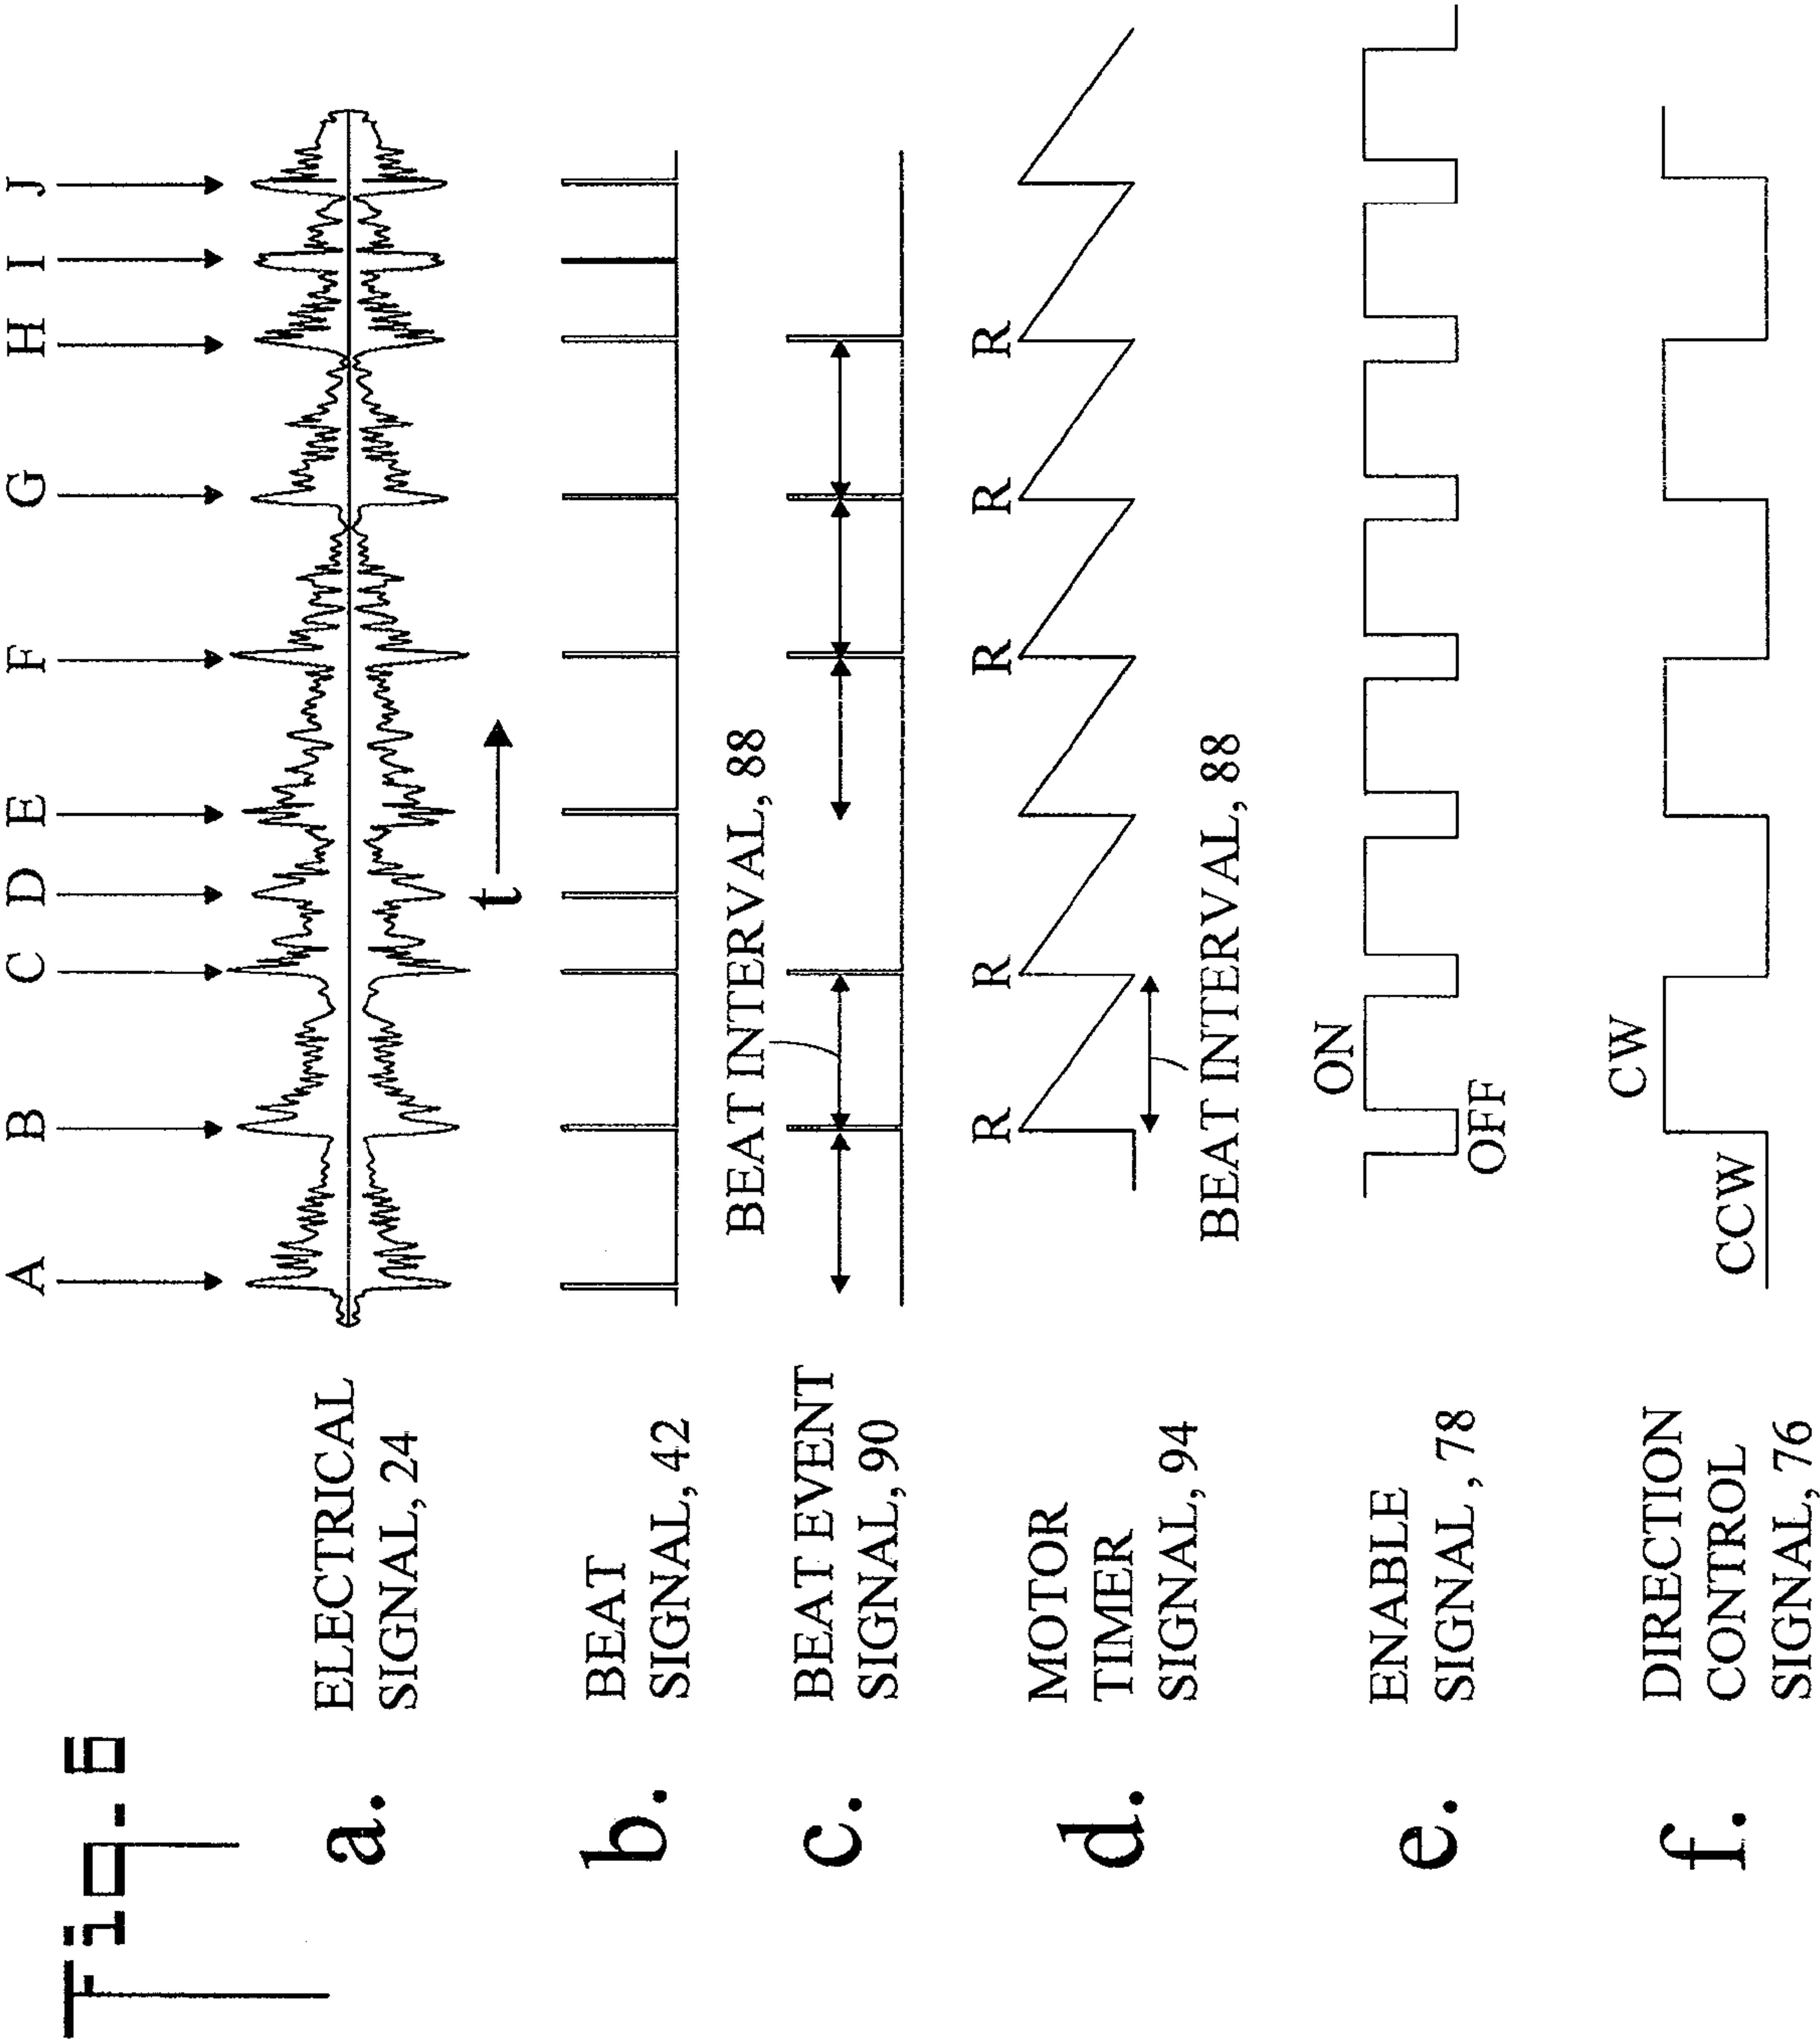 Fig. 6
A B C D E F G H I J
a. ELECTRICAL
SIGNAL, 24
t
b. BEAT
SIGNAL, 42
BEAT INTERVAL, 88
c. BEAT EVENT
SIGNAL, 90
R R R R R R
d. MOTOR
TIMER
SIGNAL, 94
BEAT INTERVAL, 88
ON
e. ENABLE
SIGNAL , 78
OFF
CW
f. DIRECTION
CONTROL
SIGNAL, 76
CCW